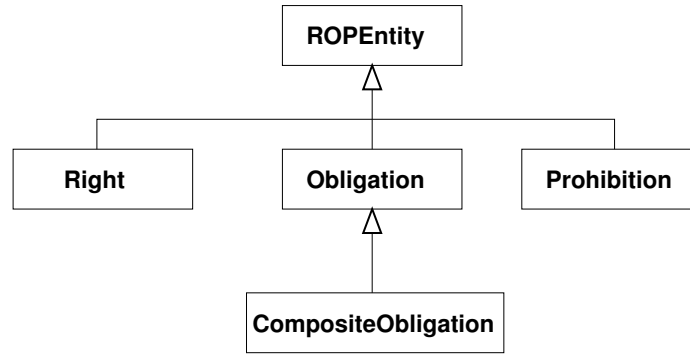 ROPEntity
Right
Obligation
Prohibition
CompositeObligation